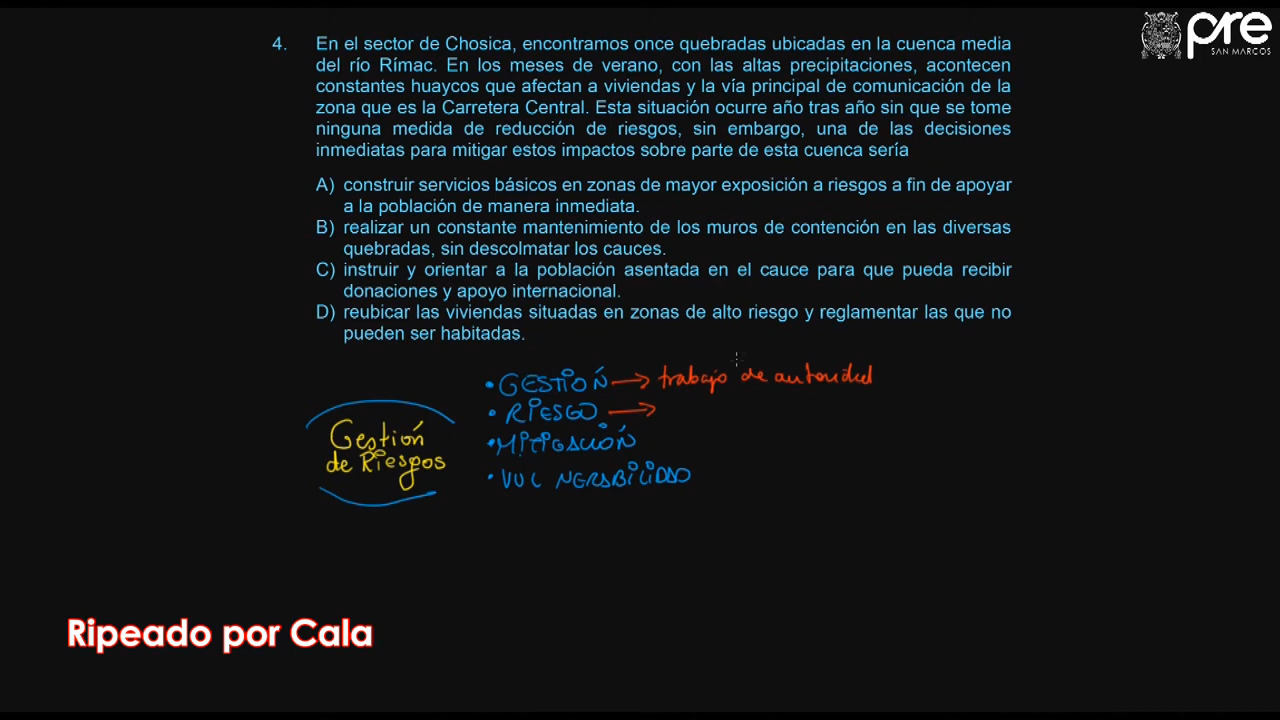 pre
SAN MARCOS
4. En el sector de Chosica, encontramos once quebradas ubicadas en la cuenca media
del río Rímac. En los meses de verano, con las altas precipitaciones, acontecen
constantes huaycos que afectan a viviendas y la vía principal de comunicación de la
zona que es la Carretera Central. Esta situación ocurre año tras año sin que se tome
ninguna medida de reducción de riesgos, sin embargo, una de las decisiones
inmediatas para mitigar estos impactos sobre parte de esta cuenca sería
A) construir servicios básicos en zonas de mayor exposición a riesgos a fin de apoyar
a la población de manera inmediata.
B) realizar un constante mantenimiento de los muros de contención en las diversas
quebradas, sin descolmatar los cauces.
C) instruir y orientar a la población asentada en el cauce para que pueda recibir
donaciones y apoyo internacional.
D) reubicar las viviendas situadas en zonas de alto riesgo y reglamentar las que no
pueden ser habitadas.
• GESTIÓN → trabajo de autoridad
• RIESGO →
• MITIGACIÓN
• VULNERABILIDAD
Gestión
de Riesgos
Ripeado por Cala